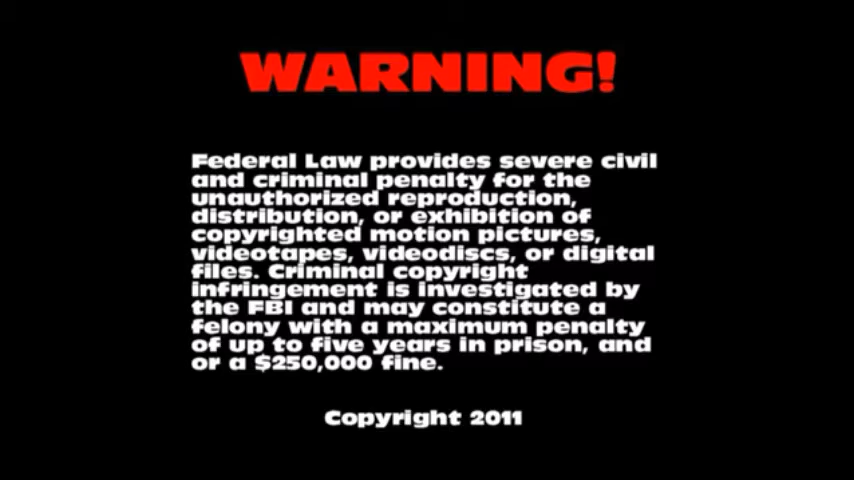 WARNING!
Federal Law provides severe civil
and criminal penalty for the
unauthorized reproduction,
distribution, or exhibition of
copyrighted motion pictures,
videotapes, videodiscs, or digital
files. Criminal copyright
infringement is investigated by
the FBI and may constitute a
felony with a maximum penalty
of up to five years in prison, and
or a $250,000 fine.
Copyright 2011